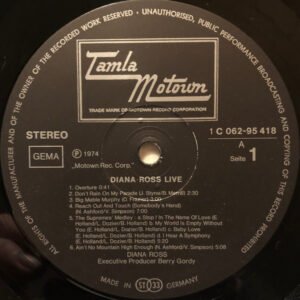 ALL RIGHTS OF THE MANUFACTURER AND OF THE OWNER OF THE RECORDED WORK RESERVED • UNAUTHORISED, PUBLIC PERFORMANCE BROADCASTING AND COPYING OF THIS RECORD PROHIBITED
Tamla
Motown
TRADE MARK OF MOTOWN RECORD CORPORATION
STEREO
1 C 062-95 418
GEMA
Ⓟ 1974
„Motown Rec. Corp.“
A
Seite 1
DIANA ROSS LIVE
1. Overture 0:41
2. Don't Rain On My Parade (J. Styne/B. Merrill) 2:30
3. Big Mable Murphy (D. Frazier) 3:00
4. Reach Out And Touch (Somebody's Hand)
(N. Ashford/V. Simpson) 7:00
5. The Supremes' Medley: a. Stop! In The Name Of Love (E.
Holland/L. Dozier/E. Holland) b. My World Is Empty Without
You (E. Holland/L. Dozier/E. Holland) c. Baby Love
(E. Holland/L. Dozier/E. Holland) d. I Hear A Symphony
(E. Holland/L. Dozier/E. Holland)
6. Ain't No Mountain High Enough (N. Ashford/V. Simpson) 5:08
DIANA ROSS
Executive Producer Berry Gordy
MADE IN GERMANY
ST 33